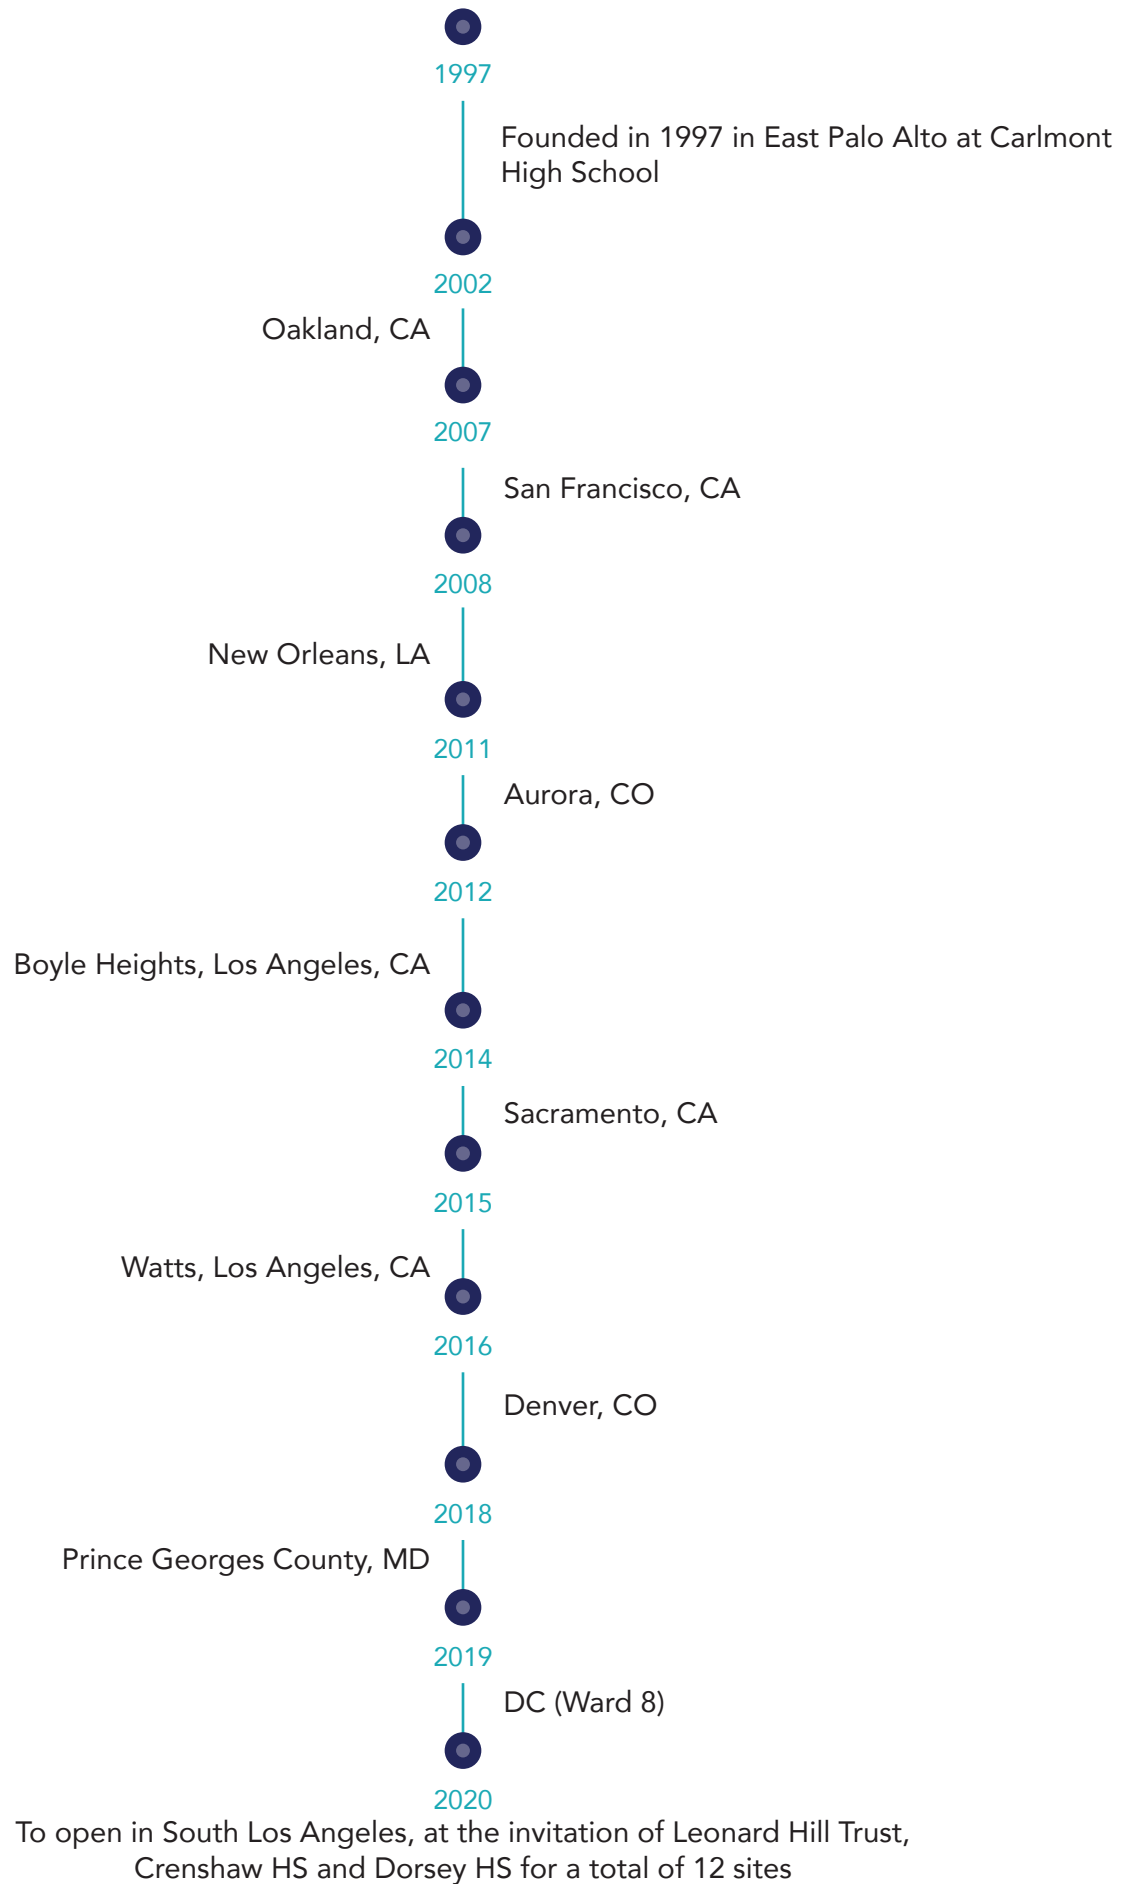 1997
Founded in 1997 in East Palo Alto at Carlmont
High School
2002
Oakland, CA
2007
San Francisco, CA
2008
New Orleans, LA
2011
Aurora, CO
2012
Boyle Heights, Los Angeles, CA
2014
Sacramento, CA
2015
Watts, Los Angeles, CA
2016
Denver, CO
2018
Prince Georges County, MD
2019
DC (Ward 8)
2020
To open in South Los Angeles, at the invitation of Leonard Hill Trust,
Crenshaw HS and Dorsey HS for a total of 12 sites